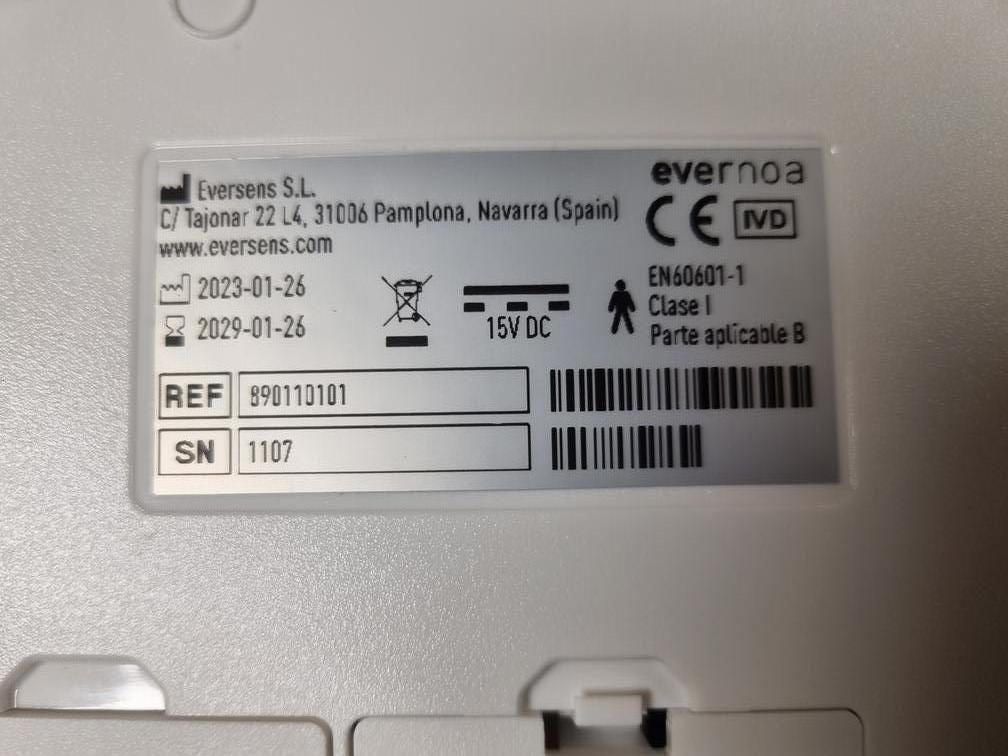 Eversens S.L.
C/ Tajonar 22 L4, 31006 Pamplona, Navarra (Spain)
www.eversens.com
evernoa
CE IVD
2023-01-26
2029-01-26
15V DC
EN60601-1
Clase I
Parte aplicable B
REF 890110101
SN 1107